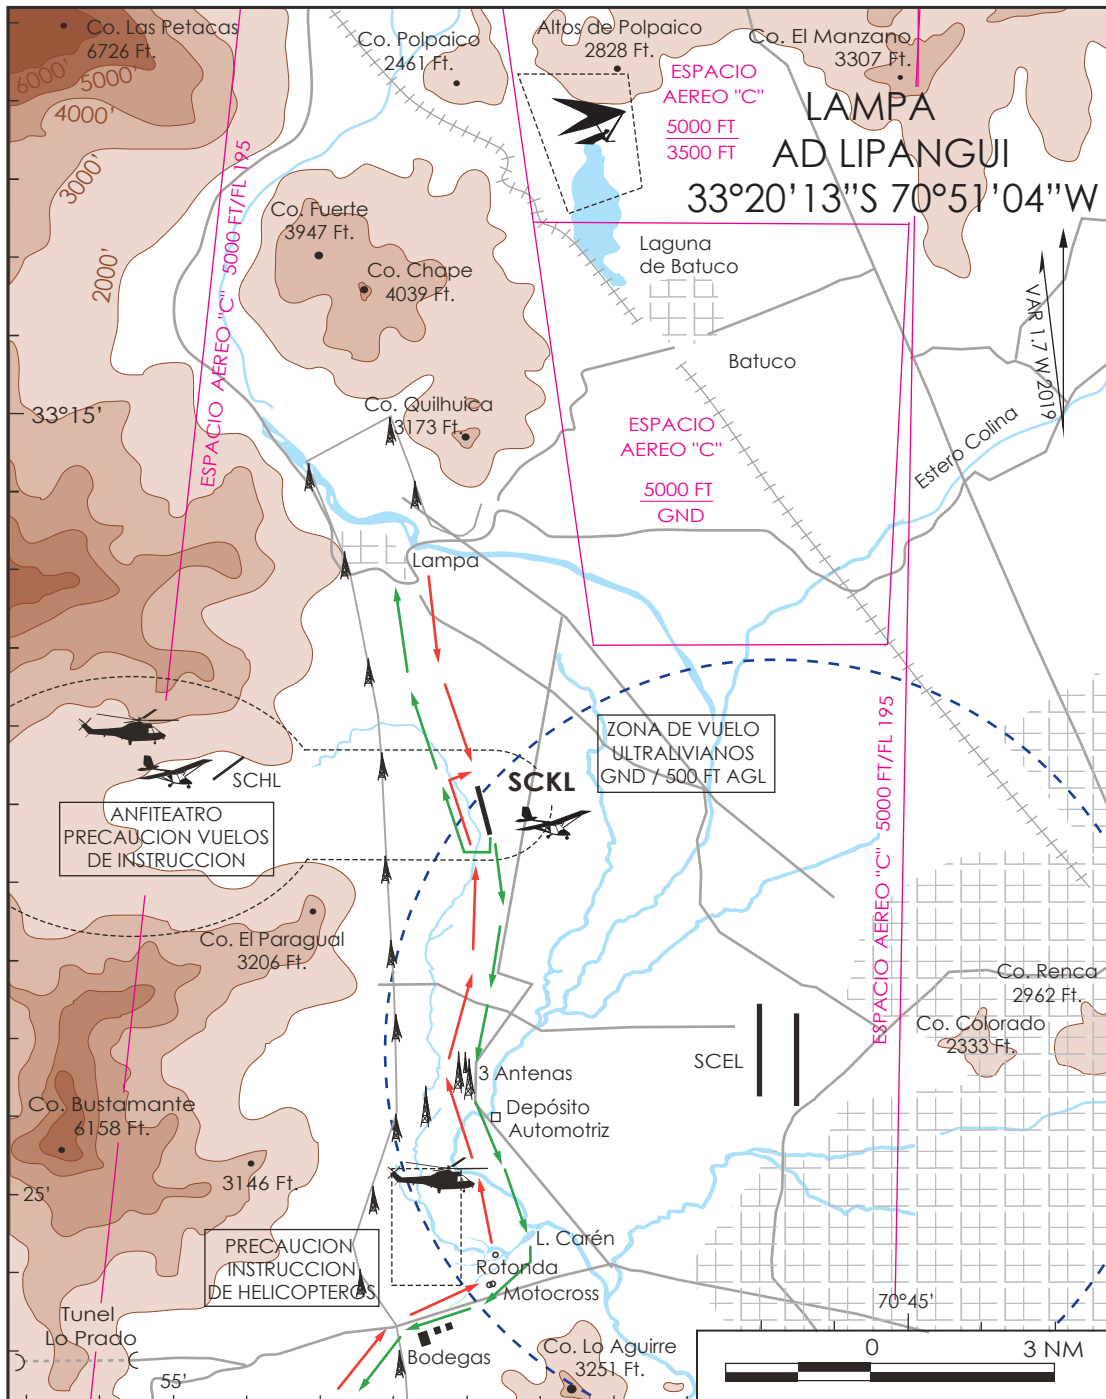 Co. Las Petacas
6726 Ft.
6000'
5000'
4000'
3000'
2000'
Co. Polpaico
2461 Ft.
Altos de Polpaico
2828 Ft.
Co. El Manzano
3307 Ft.
ESPACIO
AEREO "C"
5000 FT
3500 FT
LAMPA
AD LIPANGUI
33°20'13"S 70°51'04"W
ESPACIO AEREO "C" 5000 FT/FL 195
Co. Fuerte
3947 Ft.
Co. Chape
4039 Ft.
Laguna
de Batuco
VAR 1.7 W 2019
Batuco
33°15'
Co. Quilhuica
3173 Ft.
ESPACIO
AEREO "C"
5000 FT
GND
Estero Colina
Lampa
ZONA DE VUELO
ULTRALIVIANOS
GND / 500 FT AGL
SCHL
SCKL
ANFITEATRO
PRECAUCION VUELOS
DE INSTRUCCION
ESPACIO AEREO "C" 5000 FT/FL 195
Co. El Paragual
3206 Ft.
Co. Renca
2962 Ft.
Co. Colorado
2333 Ft.
SCEL
3 Antenas
Depósito
Automotriz
Co. Bustamante
6158 Ft.
3146 Ft.
25'
L. Carén
PRECAUCION
INSTRUCCION
DE HELICOPTEROS
Rotonda
Motocross
70°45'
Tunel
Lo Prado
Bodegas
Co. Lo Aguirre
3251 Ft.
55'
0
3 NM